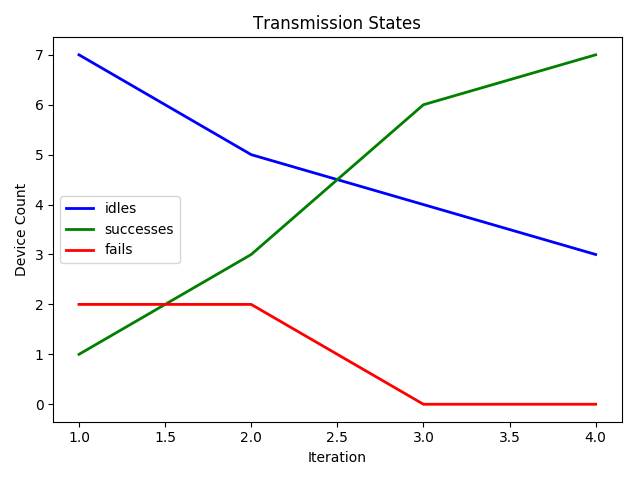 Transmission States
Device Count
7
6
5
4
3
2
1
0
idles
successes
fails
1.0 1.5 2.0 2.5 3.0 3.5 4.0
Iteration